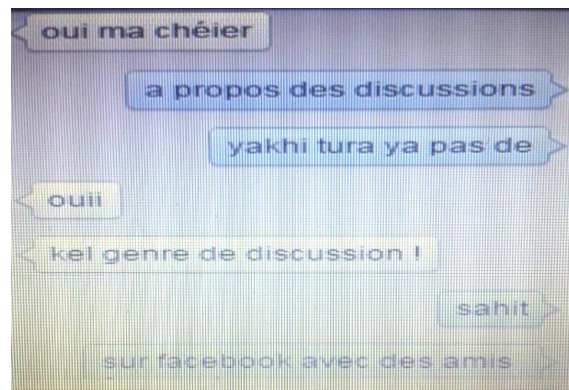 oui ma chéier
a propos des discussions
yakhi tura ya pas de
ouii
kel genre de discussion !
sahit
sur facebook avec des amis